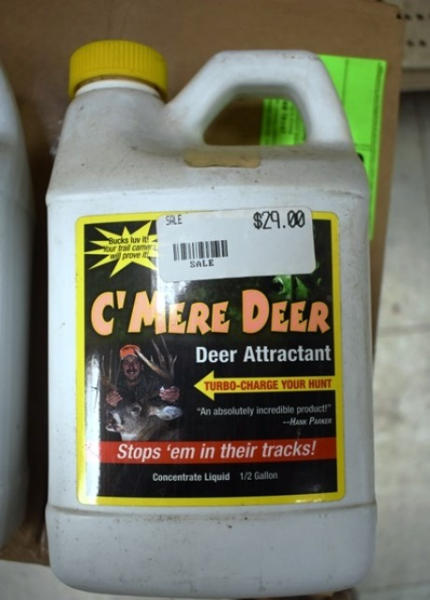 SALE
$29.00
SALE
Bucks luv it!
Your trail camera
will prove it!
C'MERE DEER
Deer Attractant
TURBO-CHARGE YOUR HUNT
"An absolutely incredible product!"
--HANK PARKER
Stops 'em in their tracks!
Concentrate Liquid 1/2 Gallon